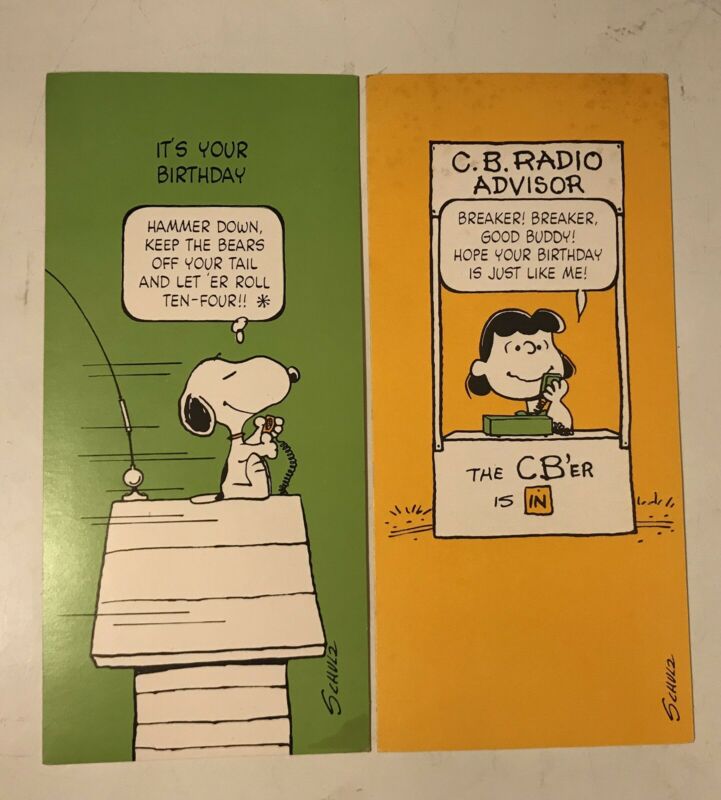 IT'S YOUR
BIRTHDAY
HAMMER DOWN,
KEEP THE BEARS
OFF YOUR TAIL
AND LET 'ER ROLL
TEN-FOUR!! *
SCHULZ
C.B. RADIO
ADVISOR
BREAKER! BREAKER,
GOOD BUDDY!
HOPE YOUR BIRTHDAY
IS JUST LIKE ME!
THE CB'ER
IS IN
SCHULZ